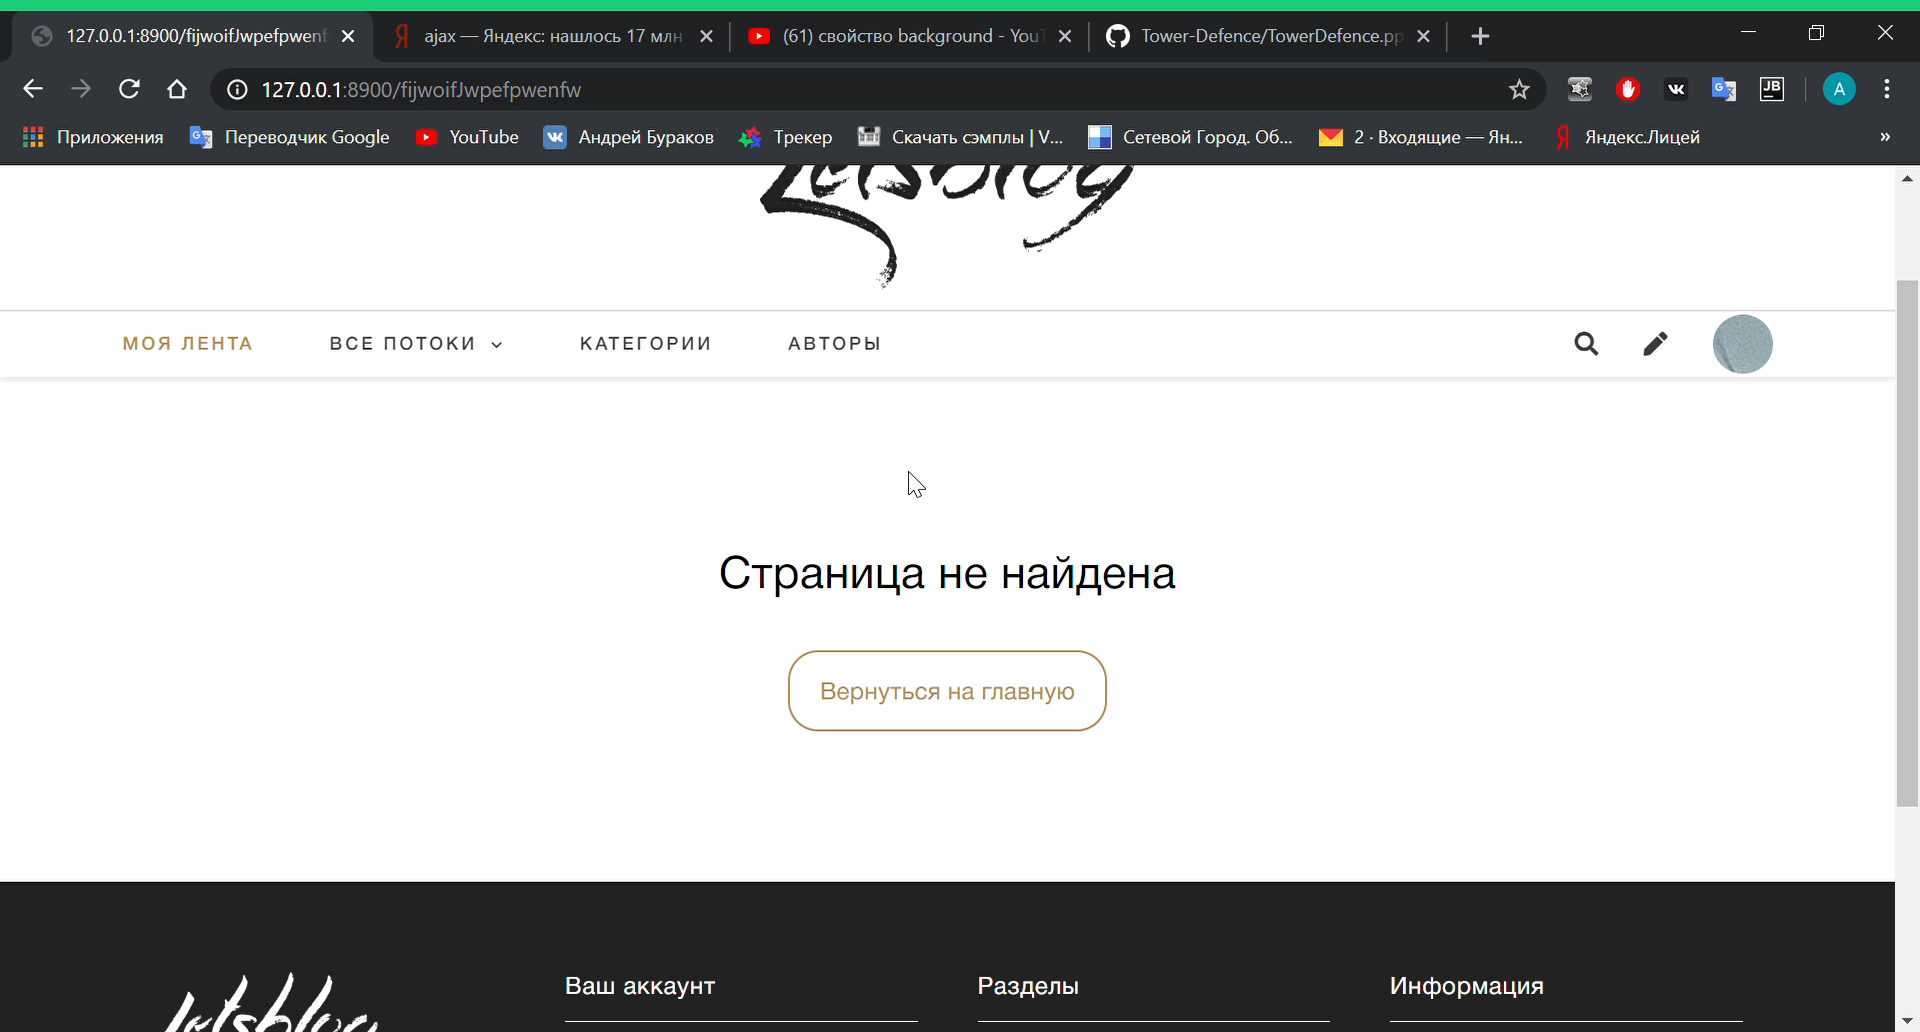 127.0.0.1:8900/fijwoifJwpefpwenf
ajax — Яндекс: нашлось 17 млн
(61) свойство background - YouT
Tower-Defence/TowerDefence.pp
127.0.0.1:8900/fijwoifJwpefpwenfw
A
Приложения
Переводчик Google
YouTube
Андрей Бураков
Трекер
Скачать сэмплы | V...
Сетевой Город. Об...
2 · Входящие — Ян...
Яндекс.Лицей
»
Letsblog
МОЯ ЛЕНТА
ВСЕ ПОТОКИ
КАТЕГОРИИ
АВТОРЫ
Страница не найдена
Вернуться на главную
Letsblog
Ваш аккаунт
Разделы
Информация